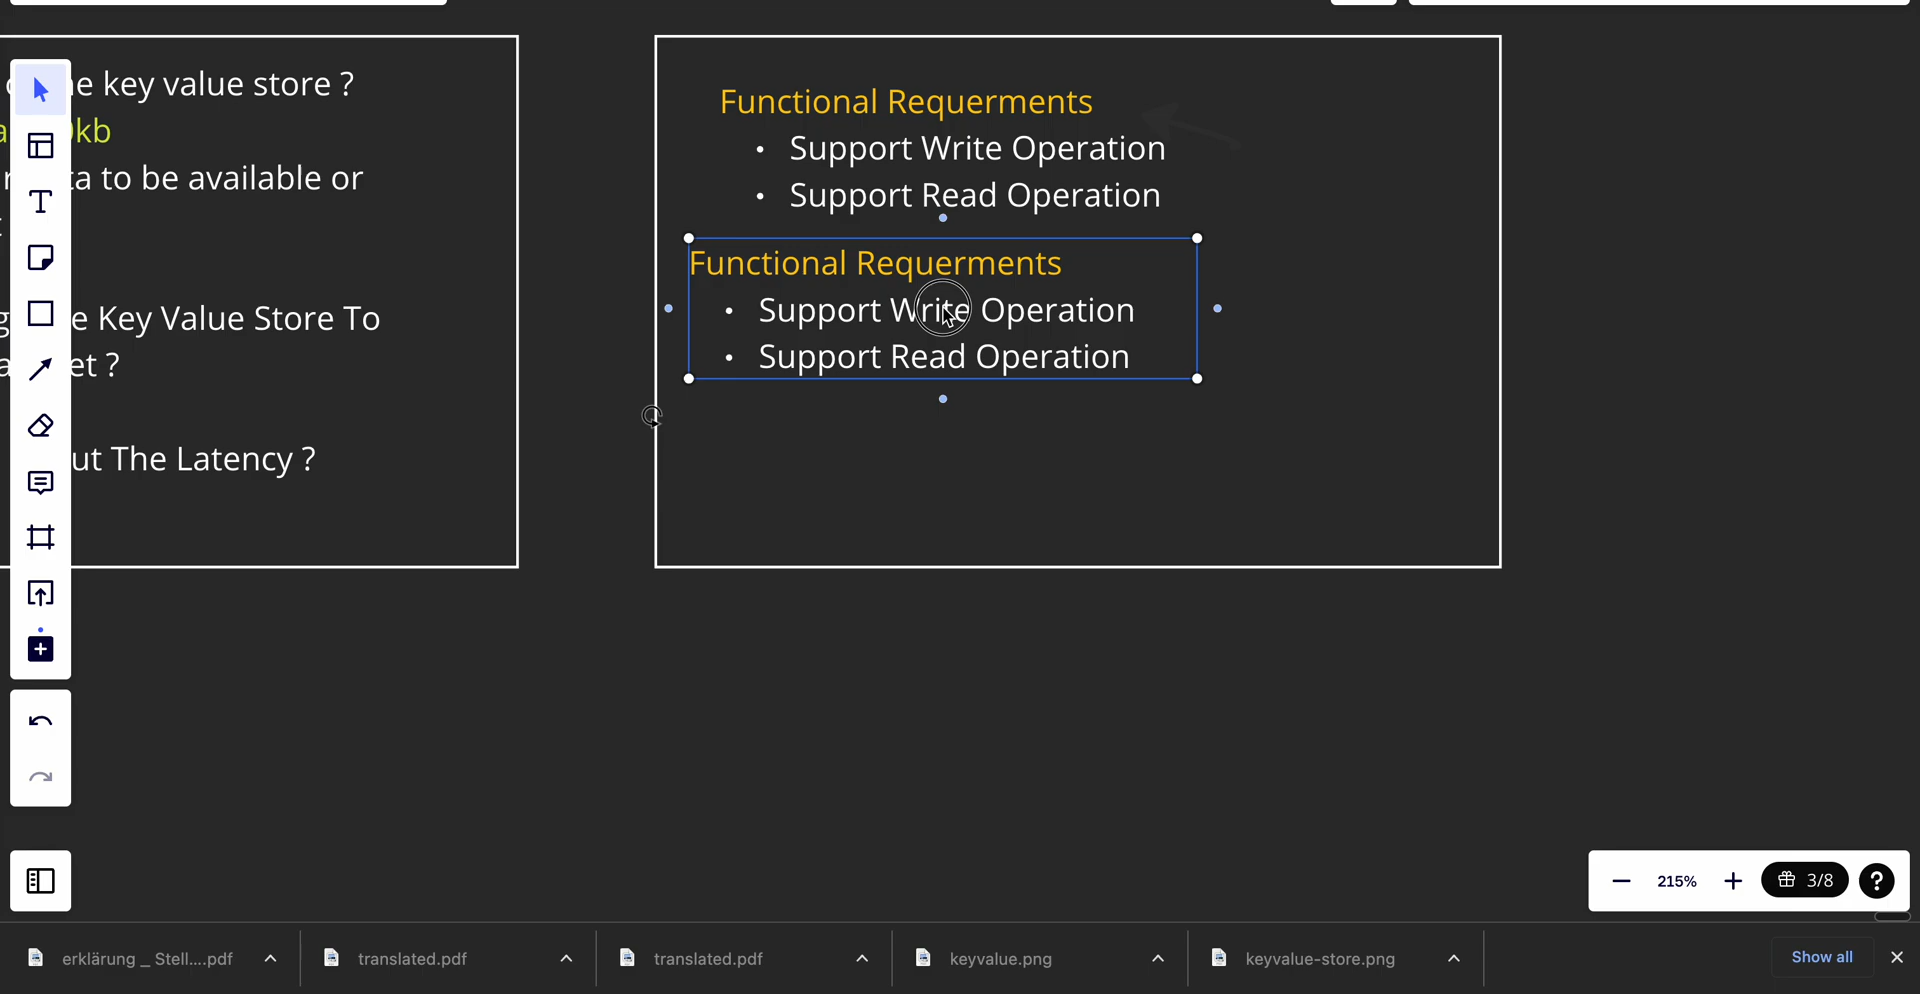 e key value store ?
kb
ta to be available or
e Key Value Store To
et ?
ut The Latency ?
Functional Requerments
• Support Write Operation
• Support Read Operation
Functional Requerments
• Support Write Operation
• Support Read Operation
215%
3/8
?
erklärung _ Stell....pdf
translated.pdf
translated.pdf
keyvalue.png
keyvalue-store.png
Show all